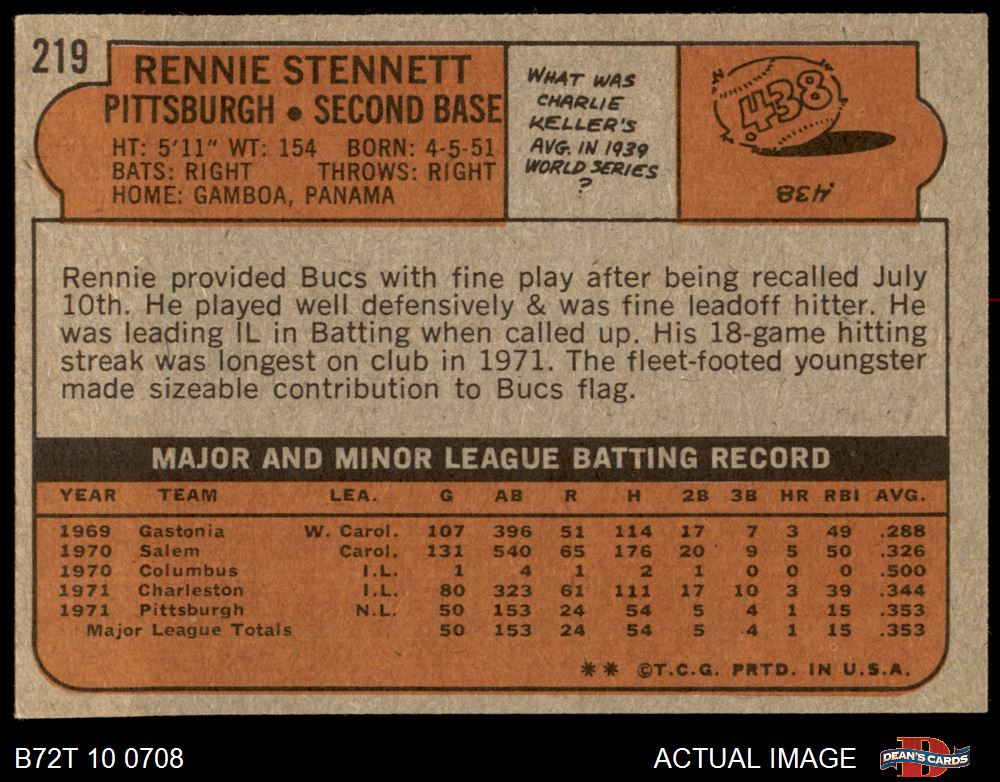 219
RENNIE STENNETT
PITTSBURGH • SECOND BASE
HT: 5'11" WT: 154 BORN: 4-5-51
BATS: RIGHT THROWS: RIGHT
HOME: GAMBOA, PANAMA
WHAT WAS
CHARLIE
KELLER'S
AVG. IN 1939
WORLD SERIES
?
438
.438
Rennie provided Bucs with fine play after being recalled July
10th. He played well defensively & was fine leadoff hitter. He
was leading IL in Batting when called up. His 18-game hitting
streak was longest on club in 1971. The fleet-footed youngster
made sizeable contribution to Bucs flag.
MAJOR AND MINOR LEAGUE BATTING RECORD
YEAR TEAM LEA. G AB R H 2B 3B HR RBI AVG.
1969 Gastonia W. Carol. 107 396 51 114 17 7 3 49 .288
1970 Salem Carol. 131 540 65 176 20 9 5 50 .326
1970 Columbus I.L. 1 4 1 2 1 0 0 0 .500
1971 Charleston I.L. 80 323 61 111 17 10 3 39 .344
1971 Pittsburgh N.L. 50 153 24 54 5 4 1 15 .353
Major League Totals 50 153 24 54 5 4 1 15 .353
** ©T.C.G. PRTD. IN U.S.A.
B72T 10 0708 ACTUAL IMAGE DEAN'S CARDS